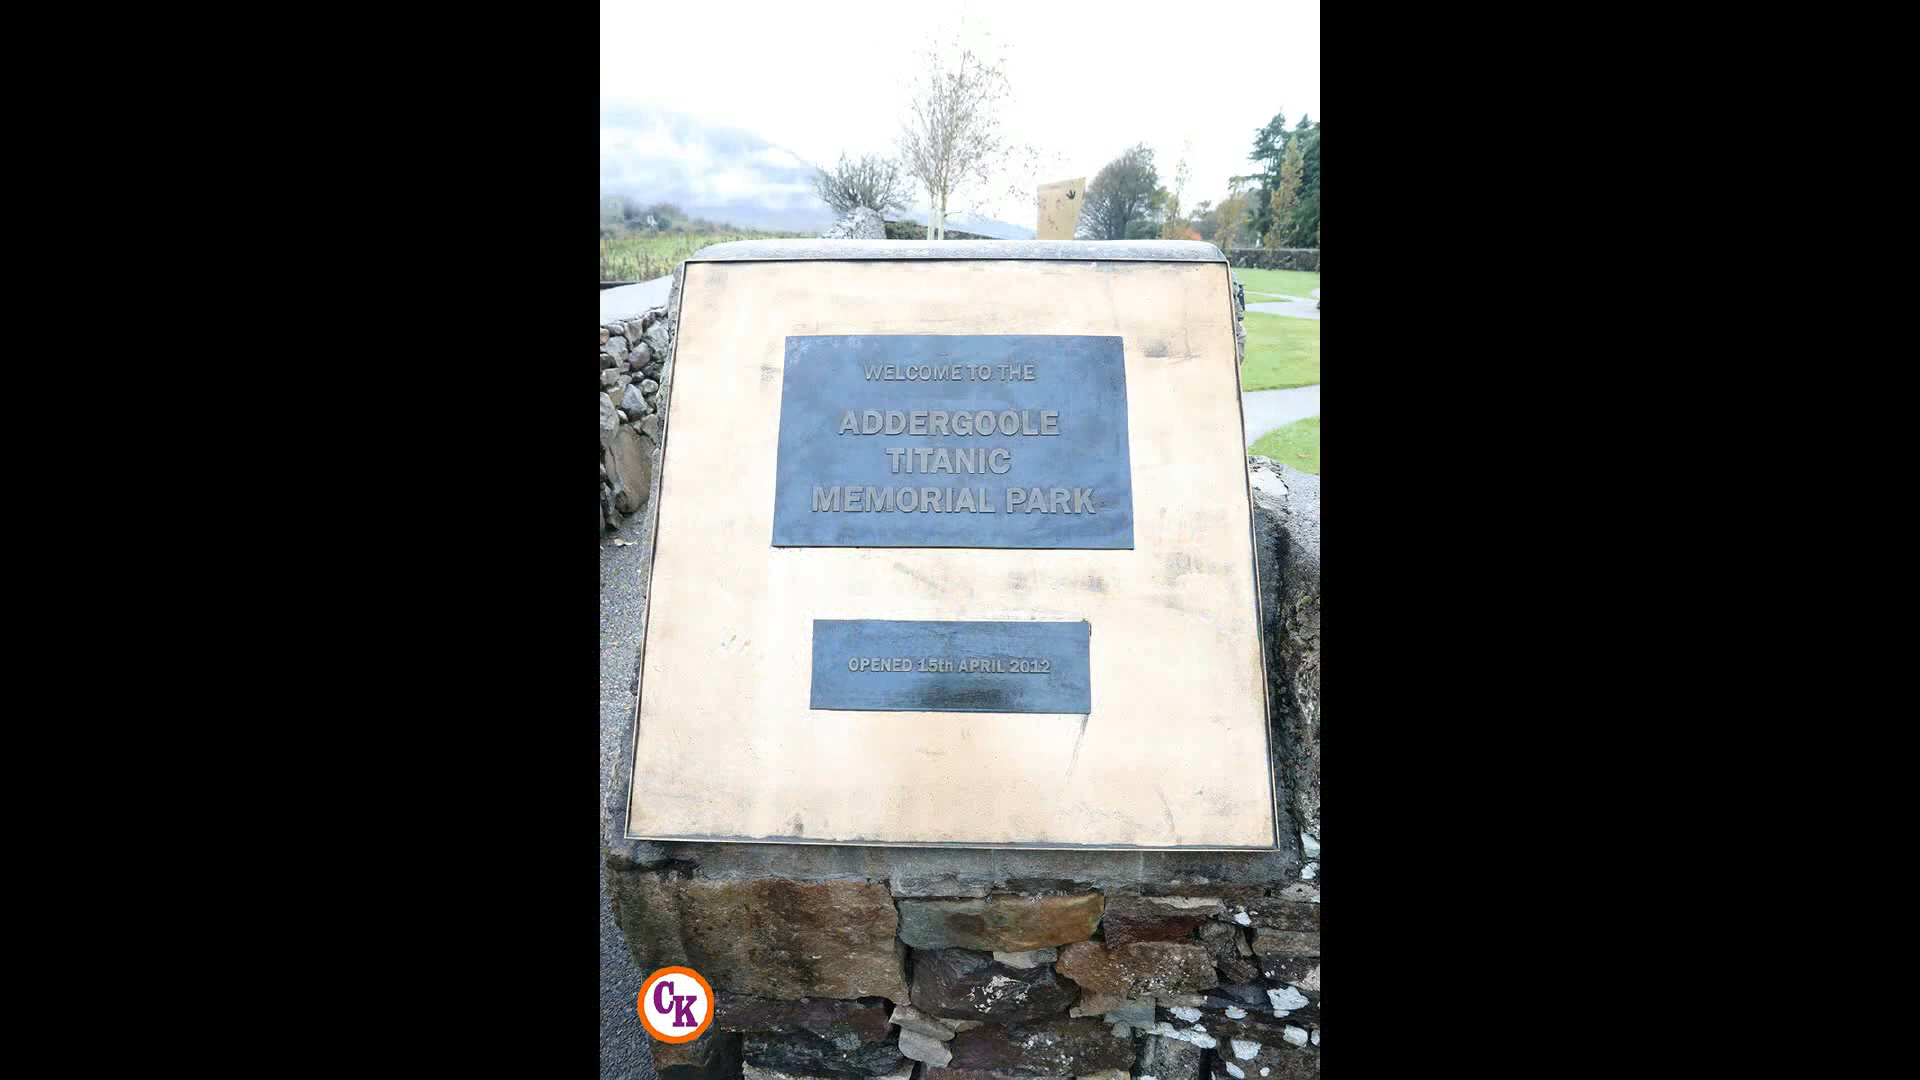 WELCOME TO THE
ADDERGOOLE
TITANIC
MEMORIAL PARK
OPENED 15th APRIL 2012
CK